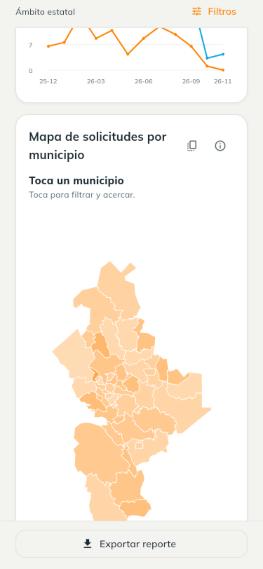 Ámbito estatal
Filtros
7
0
25-12
26-03
26-06
26-09
26-11
Mapa de solicitudes por
municipio
Toca un municipio
Toca para filtrar y acercar.
Exportar reporte